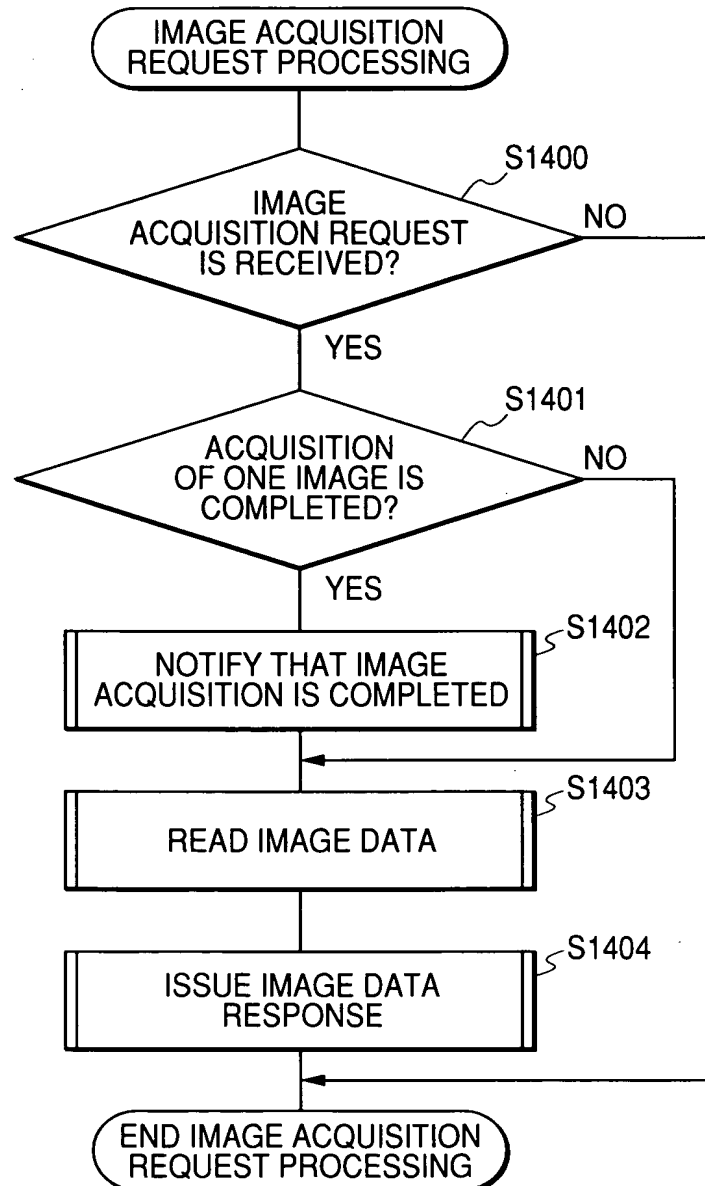 IMAGE ACQUISITION
REQUEST PROCESSING
S1400
IMAGE
ACQUISITION REQUEST
IS RECEIVED?
NO
YES
S1401
ACQUISITION
OF ONE IMAGE IS
COMPLETED?
NO
YES
S1402
NOTIFY THAT IMAGE
ACQUISITION IS COMPLETED
S1403
READ IMAGE DATA
S1404
ISSUE IMAGE DATA
RESPONSE
END IMAGE ACQUISITION
REQUEST PROCESSING